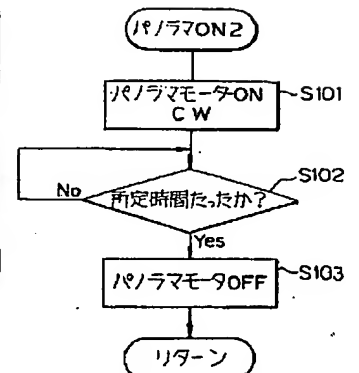 パノラマON2
パノラマモーターON
CW
S101
所定時間たったか?
S102
No
Yes
パノラマモータOFF
S103
リターン